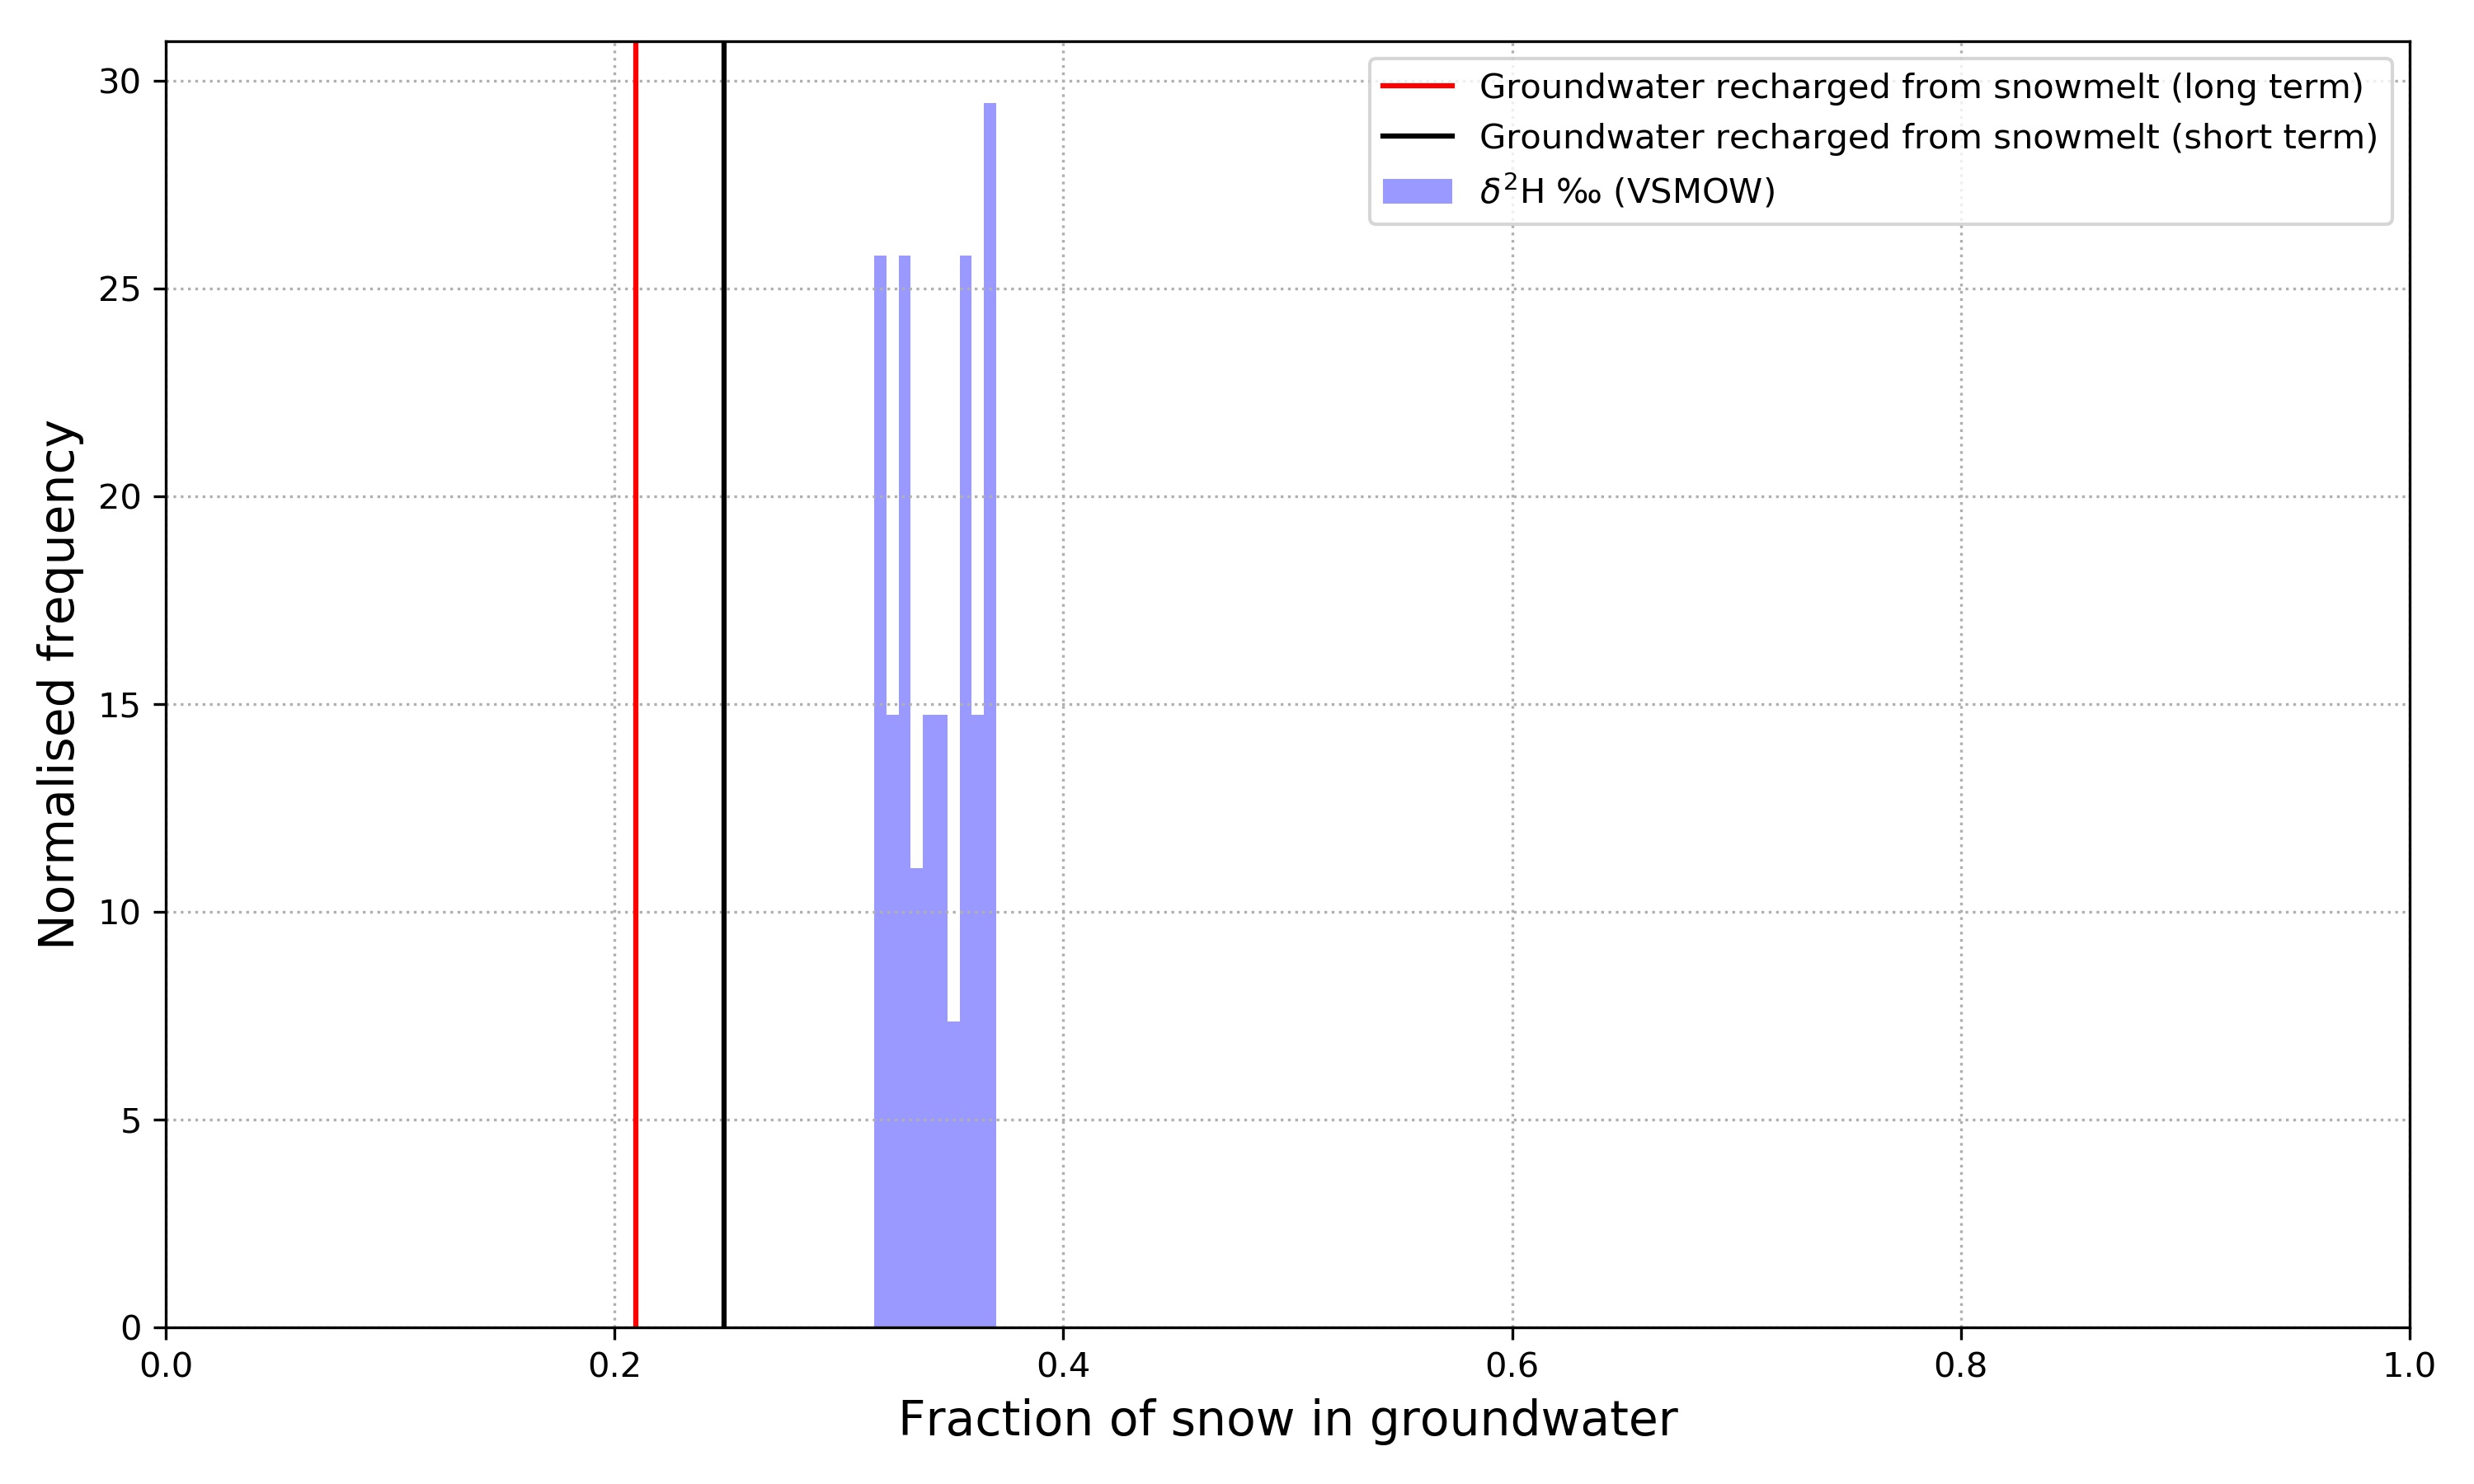 30
25
20
15
10
5
0
Normalised frequency
Groundwater recharged from snowmelt (long term)
Groundwater recharged from snowmelt (short term)
δ²H ‰ (VSMOW)
0.0 0.2 0.4 0.6 0.8 1.0
Fraction of snow in groundwater